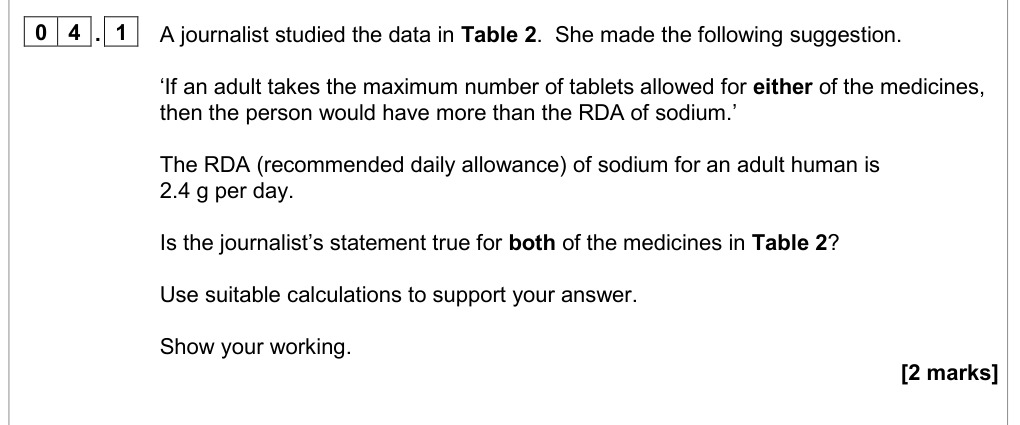 0 4 . 1 A journalist studied the data in Table 2. She made the following suggestion.
‘If an adult takes the maximum number of tablets allowed for either of the medicines,
then the person would have more than the RDA of sodium.’
The RDA (recommended daily allowance) of sodium for an adult human is
2.4 g per day.
Is the journalist’s statement true for both of the medicines in Table 2?
Use suitable calculations to support your answer.
Show your working.
[2 marks]